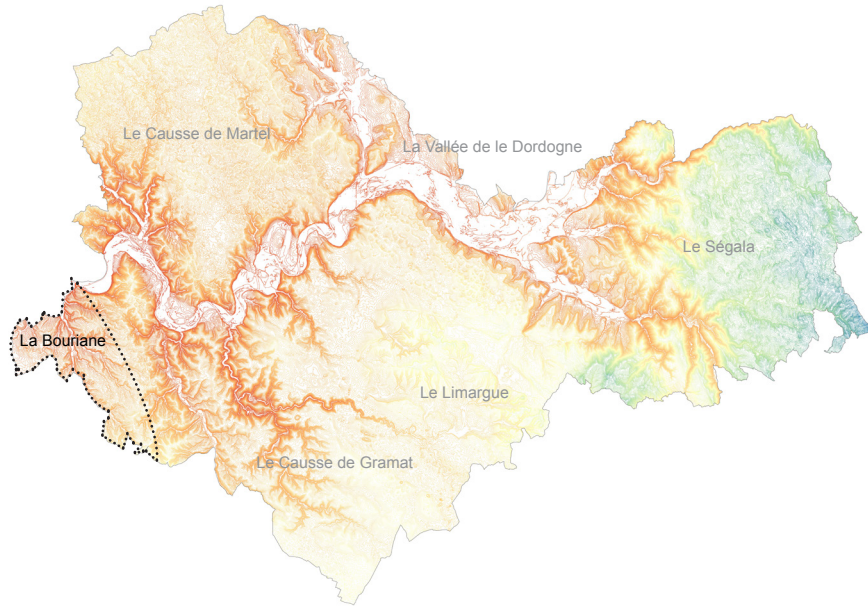 Le Causse de Martel
La Vallée de le Dordogne
Le Ségala
La Bouriane
Le Limargue
Le Causse de Gramat